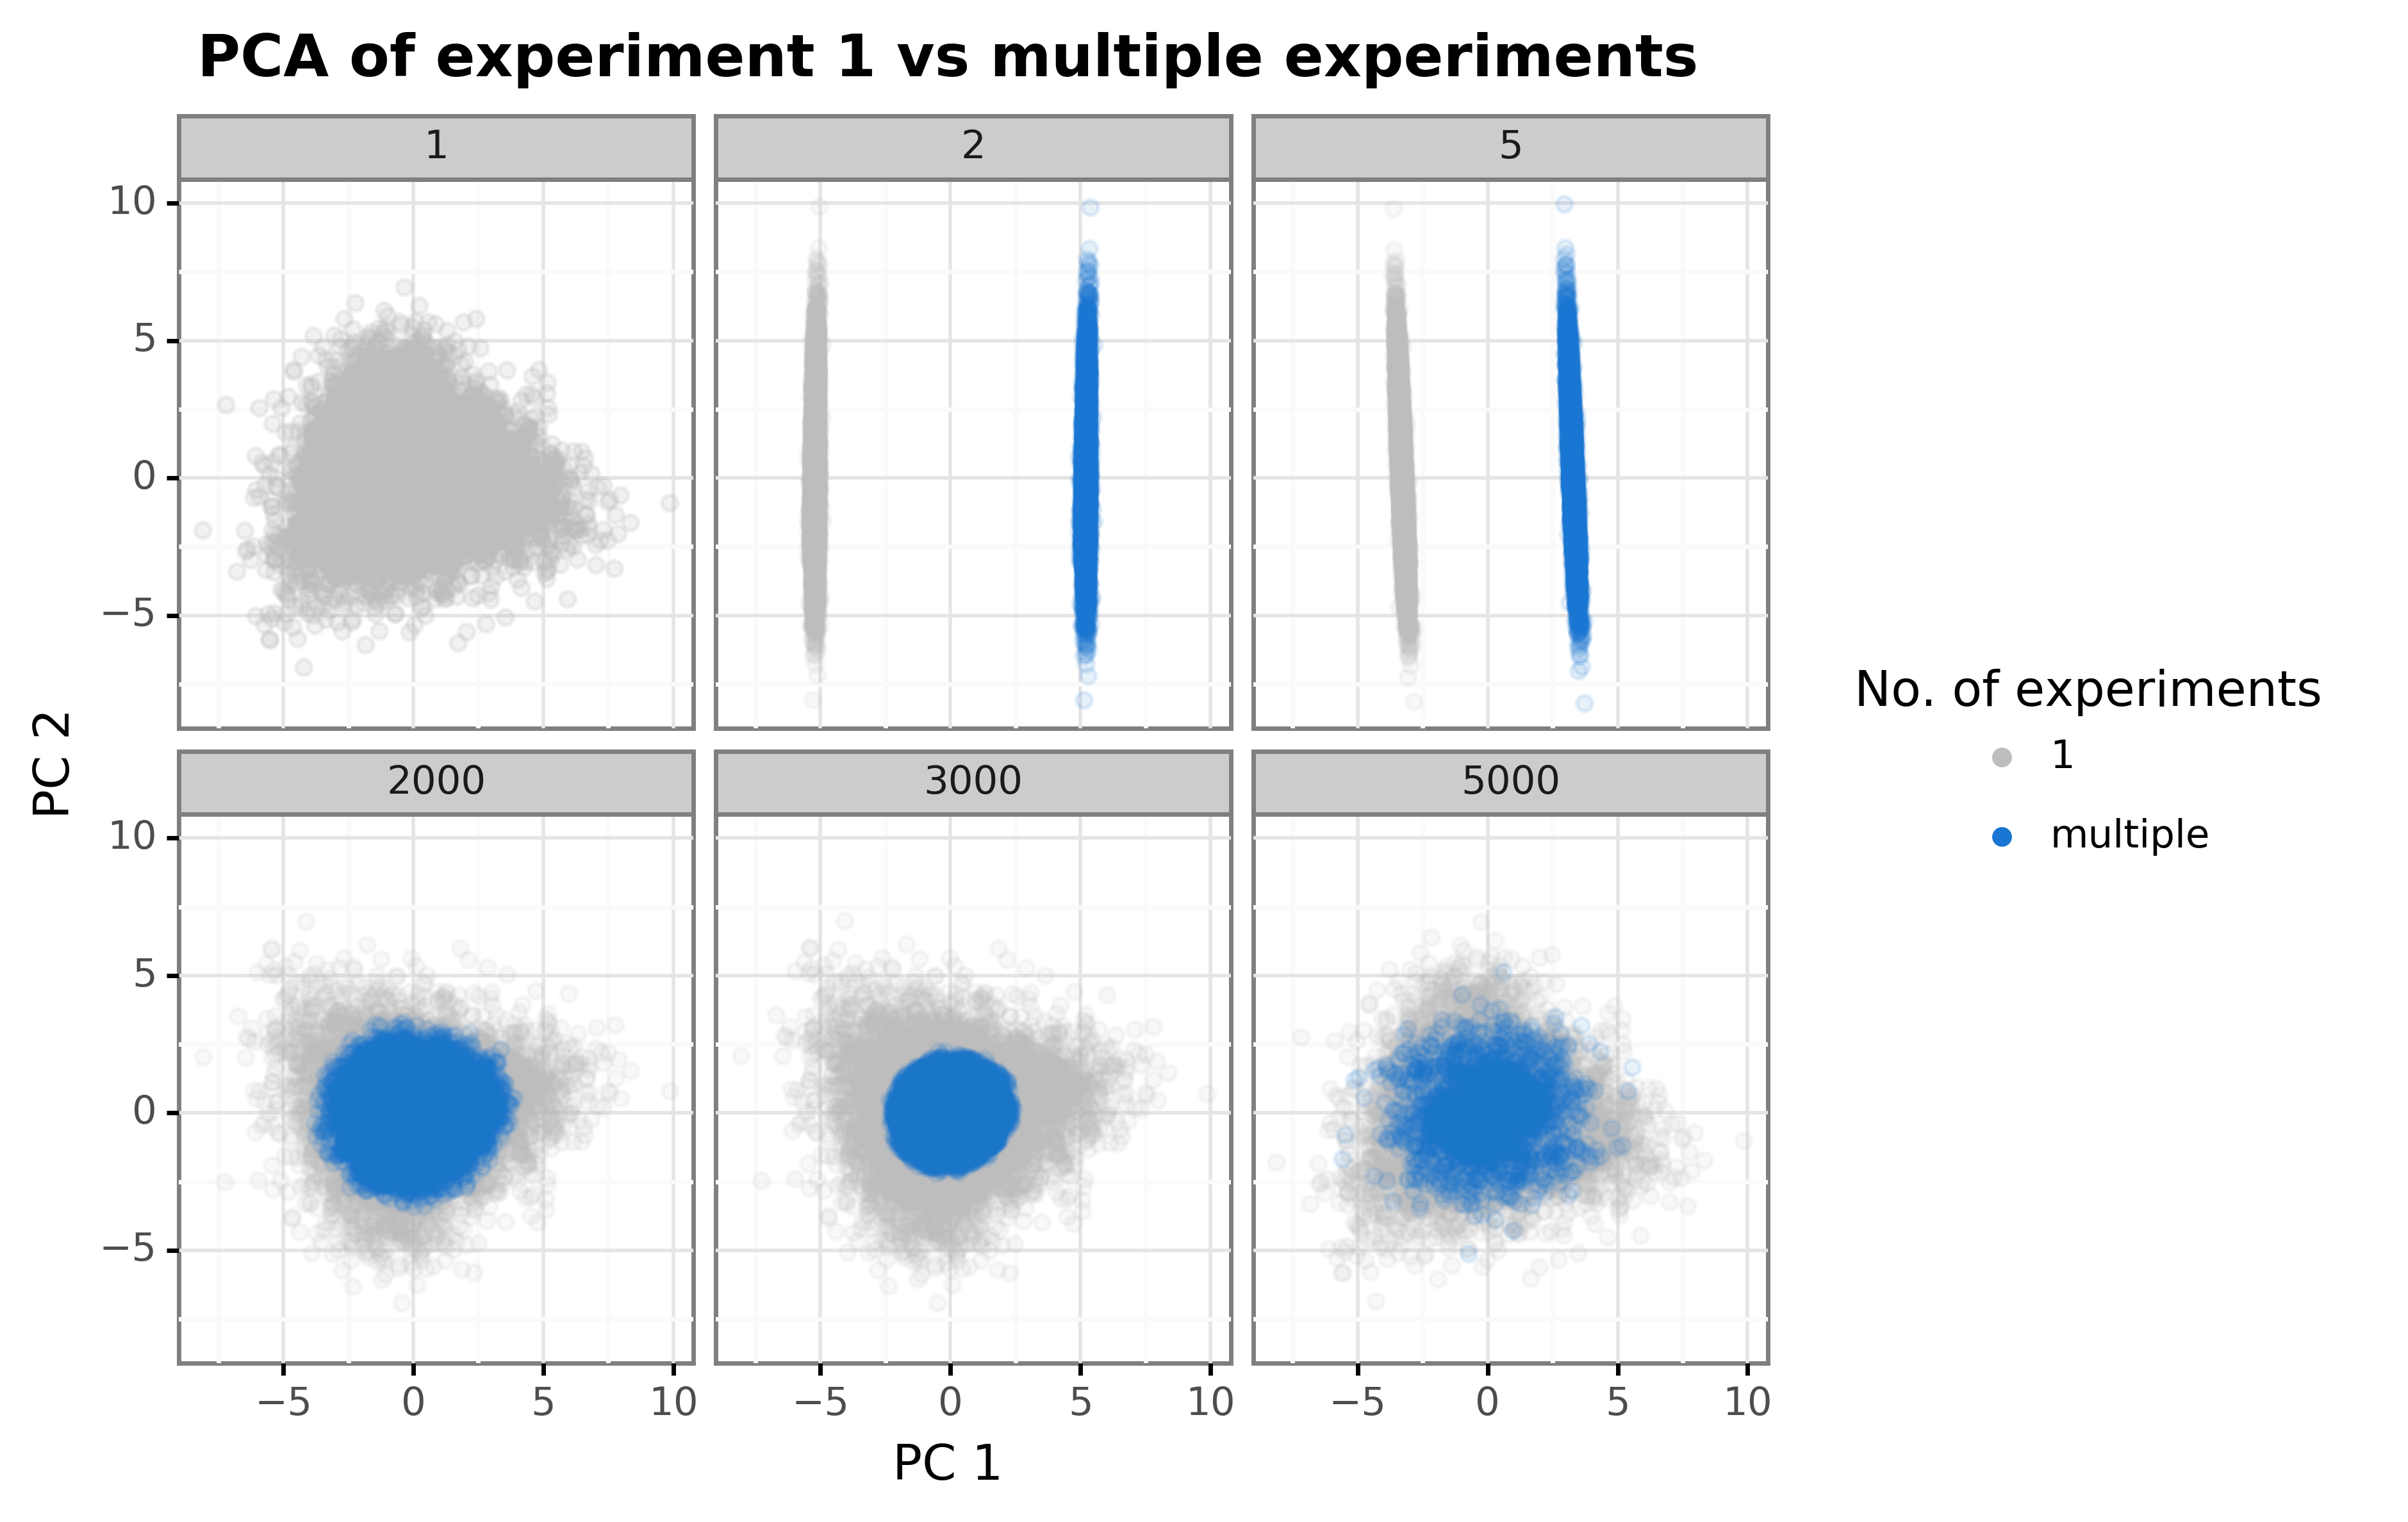 PCA of experiment 1 vs multiple experiments
1 2 5
10
5
0
−5
PC 2
No. of experiments
1
multiple
2000 3000 5000
10
5
0
−5
−5 0 5 10 −5 0 5 10 −5 0 5 10
PC 1